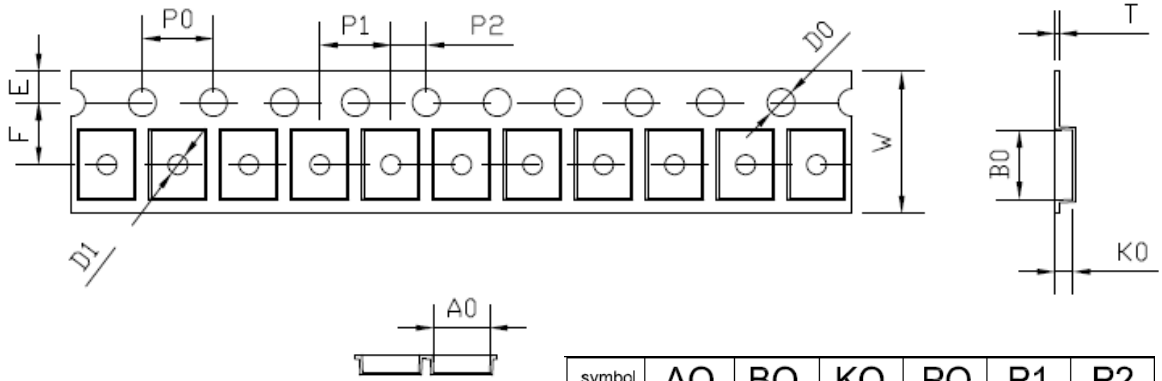 P0
P1
P2
D0
T
E
F
W
B0
D1
K0
A0
symbol A0 B0 K0 P0 P1 P2